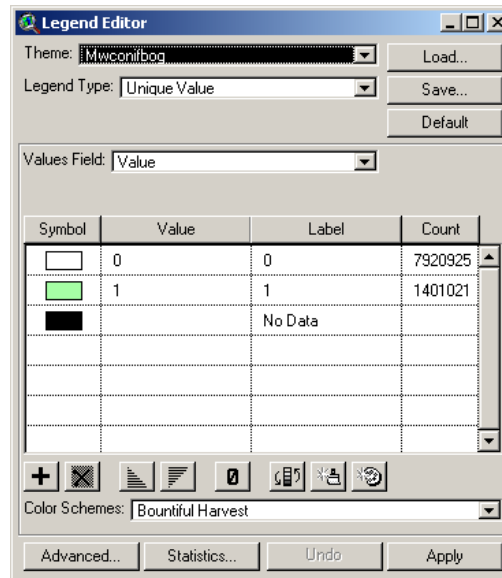 Legend Editor
Theme: Mwconifbog
Load...
Legend Type: Unique Value
Save...
Default
Values Field: Value
Symbol Value Label Count
0 0 7920925
1 1 1401021
No Data
0
Color Schemes: Bountiful Harvest
Advanced... Statistics... Undo Apply